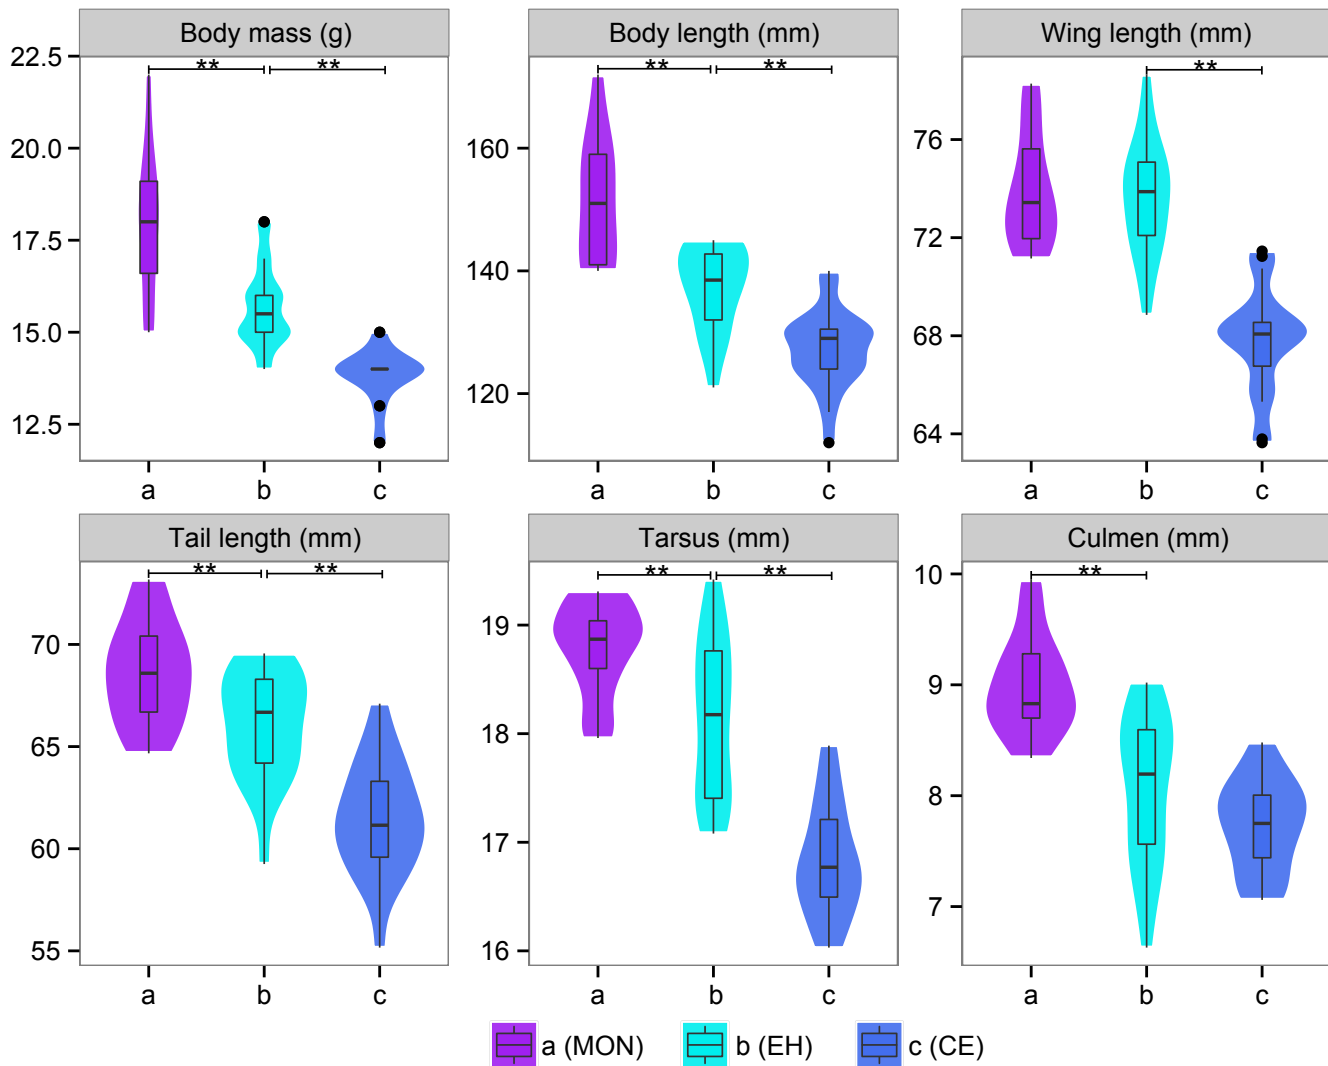 Body mass (g)
Body length (mm)
Wing length (mm)
22.5
20.0
17.5
15.0
12.5
** **
a b c
160
140
120
** **
a b c
76
72
68
64
**
a b c
Tail length (mm)
Tarsus (mm)
Culmen (mm)
70
65
60
55
** **
a b c
19
18
17
16
** **
a b c
10
9
8
7
**
a b c
a (MON) b (EH) c (CE)